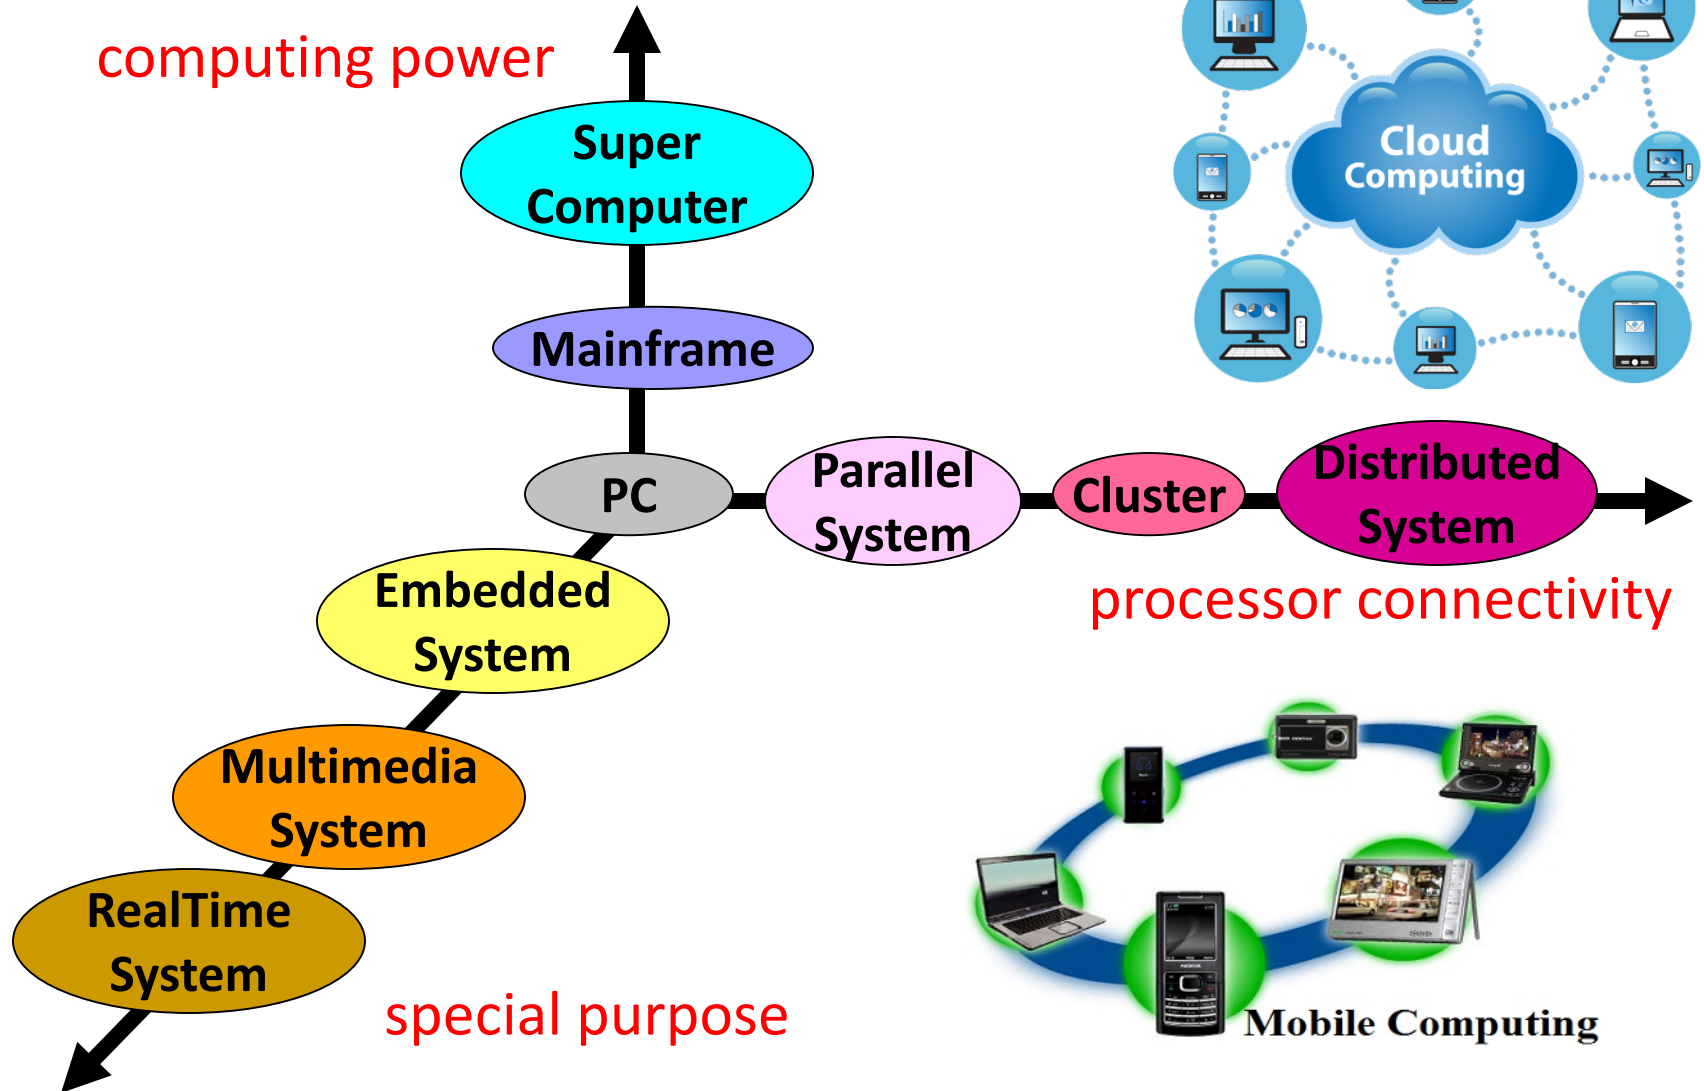 computing power
Super
Computer
Mainframe
PC
Parallel
System
Cluster
Distributed
System
processor connectivity
Embedded
System
Multimedia
System
RealTime
System
special purpose
Cloud
Computing
NOKIA
Mobile Computing